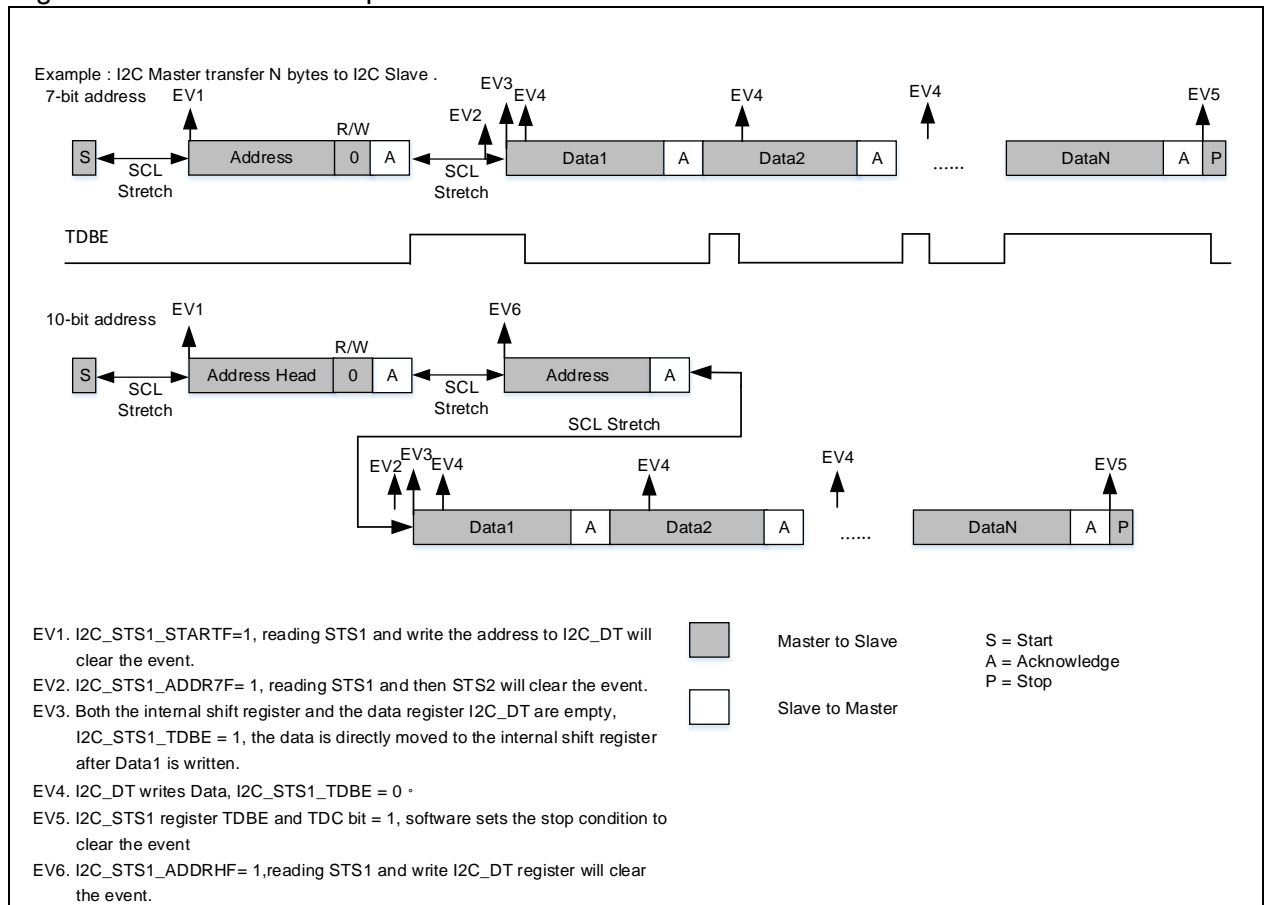 Example : I2C Master transfer N bytes to I2C Slave .
7-bit address
EV1
EV2
EV3
EV4
EV4
EV4
EV5
R/W
S
SCL
Stretch
Address
0
A
SCL
Stretch
Data1
A
Data2
A
......
DataN
A
P
TDBE
10-bit address
EV1
EV6
R/W
S
SCL
Stretch
Address Head
0
A
SCL
Stretch
Address
A
SCL Stretch
EV2
EV3
EV4
EV4
EV4
EV5
Data1
A
Data2
A
......
DataN
A
P
EV1. I2C_STS1_STARTF=1, reading STS1 and write the address to I2C_DT will
clear the event.
EV2. I2C_STS1_ADDR7F= 1, reading STS1 and then STS2 will clear the event.
EV3. Both the internal shift register and the data register I2C_DT are empty,
I2C_STS1_TDBE = 1, the data is directly moved to the internal shift register
after Data1 is written.
EV4. I2C_DT writes Data, I2C_STS1_TDBE = 0 。
EV5. I2C_STS1 register TDBE and TDC bit = 1, software sets the stop condition to
clear the event
EV6. I2C_STS1_ADDRHF= 1,reading STS1 and write I2C_DT register will clear
the event.
Master to Slave
Slave to Master
S = Start
A = Acknowledge
P = Stop